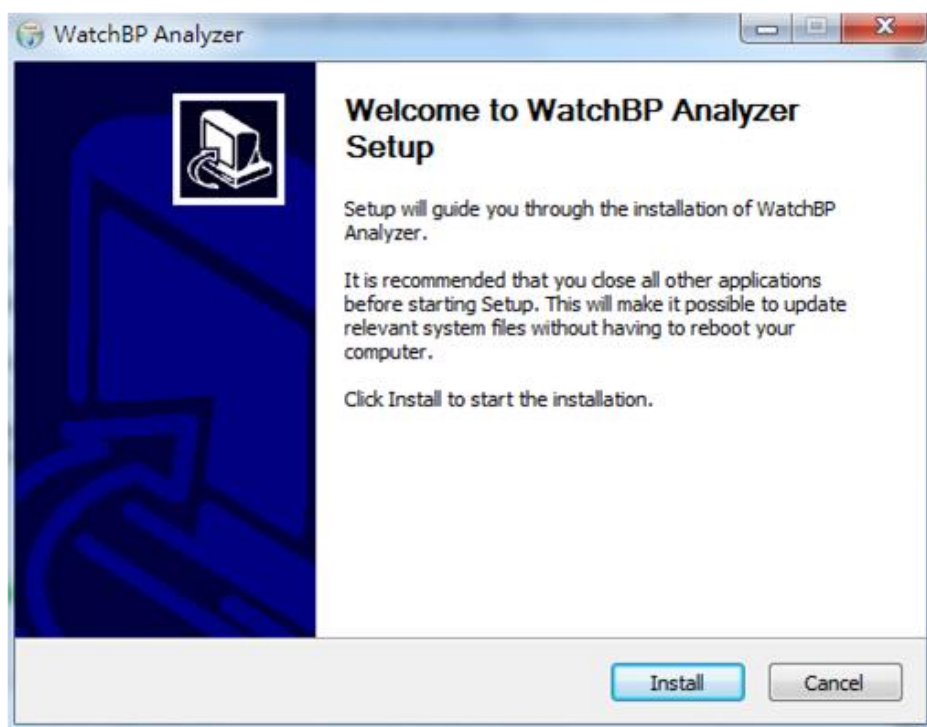 WatchBP Analyzer
Welcome to WatchBP Analyzer
Setup
Setup will guide you through the installation of WatchBP
Analyzer.
It is recommended that you close all other applications
before starting Setup. This will make it possible to update
relevant system files without having to reboot your
computer.
Click Install to start the installation.
Install
Cancel